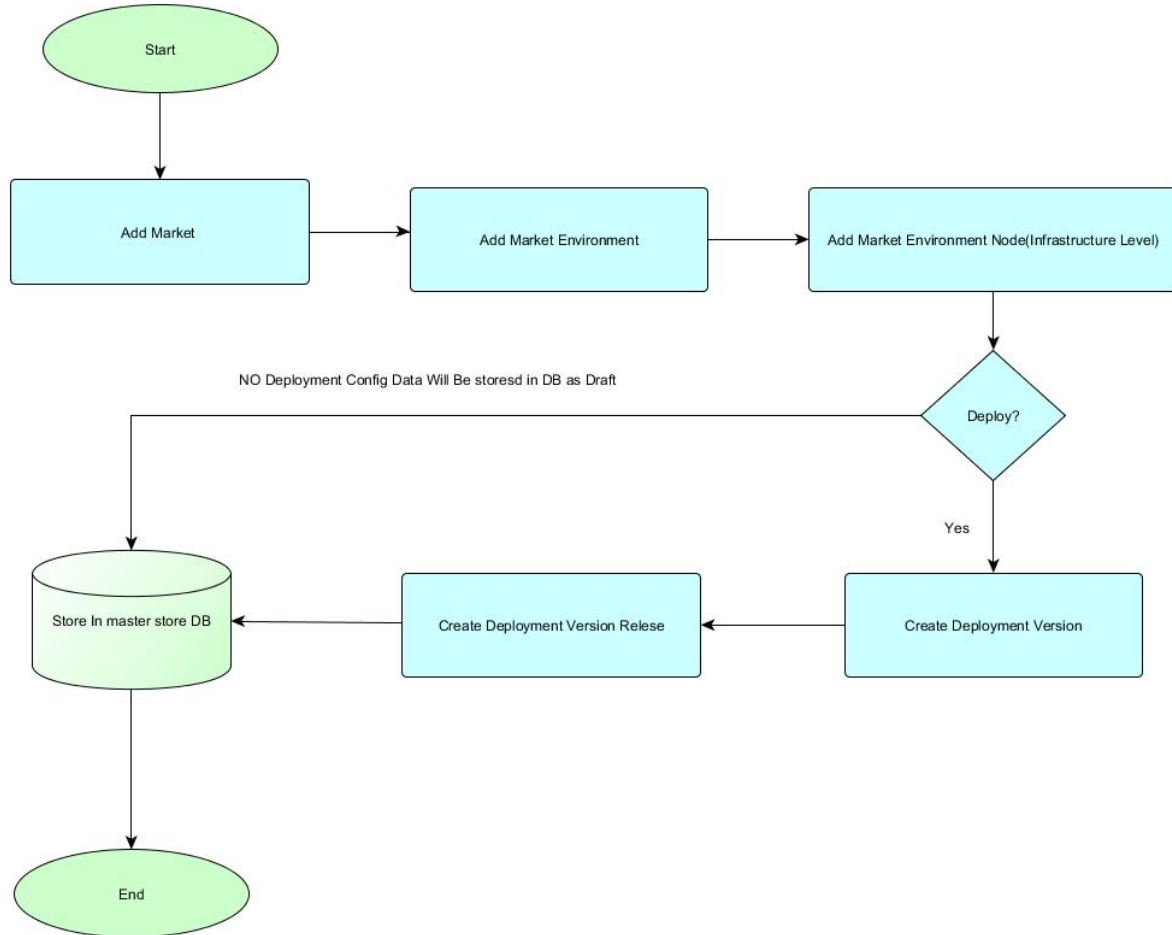 Start
Add Market
Add Market Environment
Add Market Environment Node(Infrastructure Level)
NO Deployment Config Data Will Be storesd in DB as Draft
Deploy?
Yes
Store In master store DB
Create Deployment Version Relese
Create Deployment Version
End